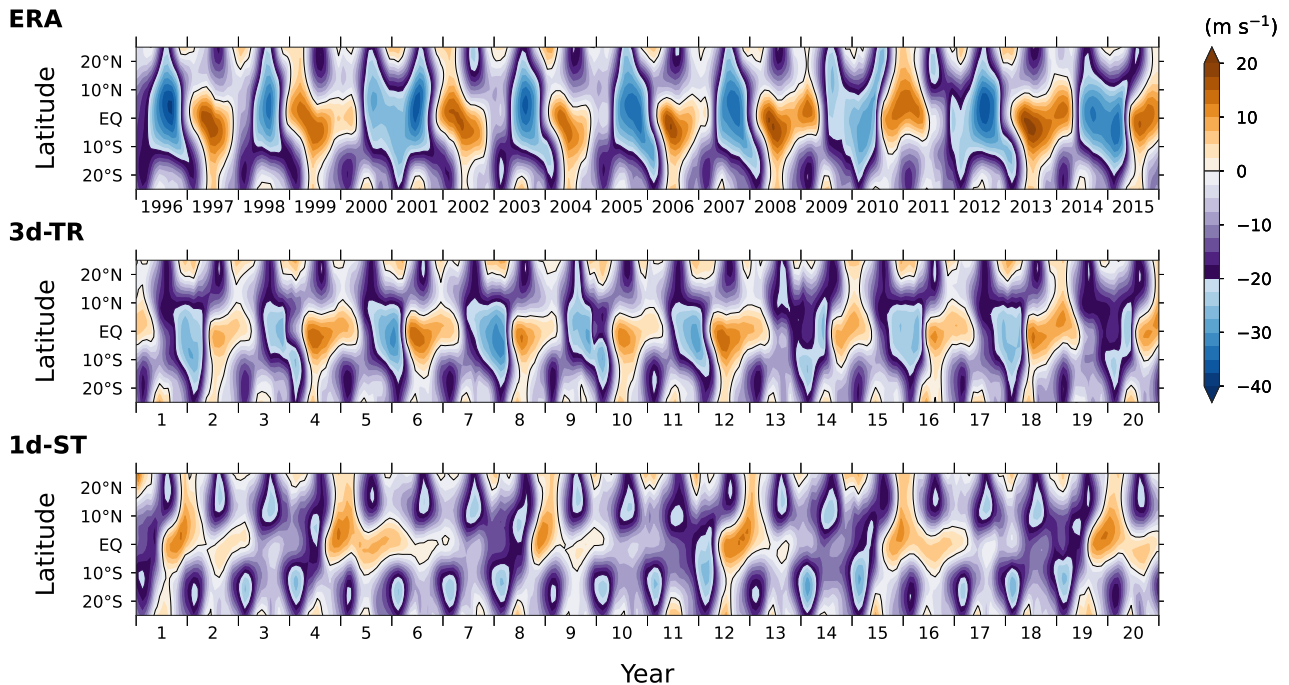 ERA
(m s⁻¹)
20°N
10°N
EQ
10°S
20°S
Latitude
1996 1997 1998 1999 2000 2001 2002 2003 2004 2005 2006 2007 2008 2009 2010 2011 2012 2013 2014 2015
20
10
0
−10
−20
−30
−40
3d-TR
20°N
10°N
EQ
10°S
20°S
Latitude
1 2 3 4 5 6 7 8 9 10 11 12 13 14 15 16 17 18 19 20
1d-ST
20°N
10°N
EQ
10°S
20°S
Latitude
1 2 3 4 5 6 7 8 9 10 11 12 13 14 15 16 17 18 19 20
Year